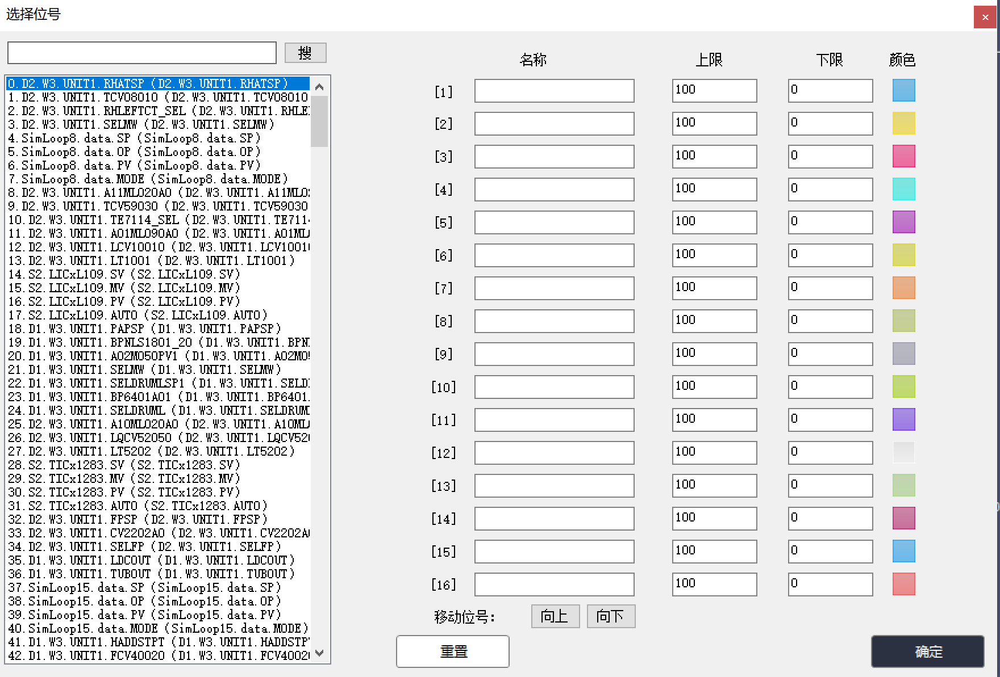 选择位号
×
搜
0.D2.W3.UNIT1.RHATSP (D2.W3.UNIT1.RHATSP)
1.D2.W3.UNIT1.TCV08010 (D2.W3.UNIT1.TCV08010
2.D2.W3.UNIT1.RHLEFTCT_SEL (D2.W3.UNIT1.RHLE
3.D2.W3.UNIT1.SELMW (D2.W3.UNIT1.SELMW)
4.SimLoop8.data.SP (SimLoop8.data.SP)
5.SimLoop8.data.OP (SimLoop8.data.OP)
6.SimLoop8.data.PV (SimLoop8.data.PV)
7.SimLoop8.data.MODE (SimLoop8.data.MODE)
8.D2.W3.UNIT1.A11ML020AO (D2.W3.UNIT1.A11ML0
9.D2.W3.UNIT1.TCV59030 (D2.W3.UNIT1.TCV59030
10.D2.W3.UNIT1.TE7114_SEL (D2.W3.UNIT1.TE711
11.D2.W3.UNIT1.A01ML090AO (D2.W3.UNIT1.A01ML
12.D2.W3.UNIT1.LCV10010 (D2.W3.UNIT1.LCV1001
13.D2.W3.UNIT1.LT1001 (D2.W3.UNIT1.LT1001)
14.S2.LICxL109.SV (S2.LICxL109.SV)
15.S2.LICxL109.MV (S2.LICxL109.MV)
16.S2.LICxL109.PV (S2.LICxL109.PV)
17.S2.LICxL109.AUTO (S2.LICxL109.AUTO)
18.D1.W3.UNIT1.PAPSP (D1.W3.UNIT1.PAPSP)
19.D1.W3.UNIT1.BPNLS1801_20 (D1.W3.UNIT1.BPN
20.D1.W3.UNIT1.A02M050PV1 (D1.W3.UNIT1.A02M0
21.D1.W3.UNIT1.SELMW (D1.W3.UNIT1.SELMW)
22.D1.W3.UNIT1.SELDRUMLSP1 (D1.W3.UNIT1.SELD
23.D1.W3.UNIT1.BP6401A01 (D1.W3.UNIT1.BP6401.
24.D1.W3.UNIT1.SELDRUML (D1.W3.UNIT1.SELDRUM
25.D2.W3.UNIT1.A10ML020AO (D2.W3.UNIT1.A10ML
26.D2.W3.UNIT1.LQCV52050 (D2.W3.UNIT1.LQCV52
27.D2.W3.UNIT1.LT5202 (D2.W3.UNIT1.LT5202)
28.S2.TICx1283.SV (S2.TICx1283.SV)
29.S2.TICx1283.MV (S2.TICx1283.MV)
30.S2.TICx1283.PV (S2.TICx1283.PV)
31.S2.TICx1283.AUTO (S2.TICx1283.AUTO)
32.D2.W3.UNIT1.FPSP (D2.W3.UNIT1.FPSP)
33.D2.W3.UNIT1.CV2202AO (D2.W3.UNIT1.CV2202A
34.D2.W3.UNIT1.SELFP (D2.W3.UNIT1.SELFP)
35.D1.W3.UNIT1.LDCOUT (D1.W3.UNIT1.LDCOUT)
36.D1.W3.UNIT1.TUBOUT (D1.W3.UNIT1.TUBOUT)
37.SimLoop15.data.SP (SimLoop15.data.SP)
38.SimLoop15.data.OP (SimLoop15.data.OP)
39.SimLoop15.data.PV (SimLoop15.data.PV)
40.SimLoop15.data.MODE (SimLoop15.data.MODE)
41.D1.W3.UNIT1.HADDSTPT (D1.W3.UNIT1.HADDSTP
42.D1.W3.UNIT1.FCV40020 (D1.W3.UNIT1.FCV4002
名称 上限 下限 颜色
[1] 100 0
[2] 100 0
[3] 100 0
[4] 100 0
[5] 100 0
[6] 100 0
[7] 100 0
[8] 100 0
[9] 100 0
[10] 100 0
[11] 100 0
[12] 100 0
[13] 100 0
[14] 100 0
[15] 100 0
[16] 100 0
移动位号： 向上 向下
重置 确定